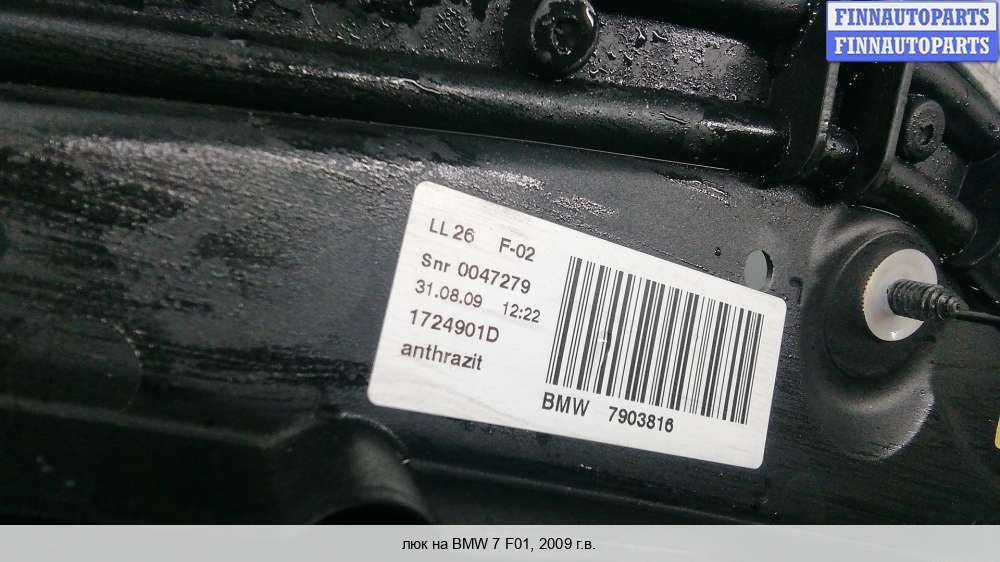 FINNAUTOPARTS
FINNAUTOPARTS
LL 26 F-02
Snr 0047279
31.08.09 12:22
1724901D
anthrazit
BMW 7903816
люк на BMW 7 F01, 2009 г.в.